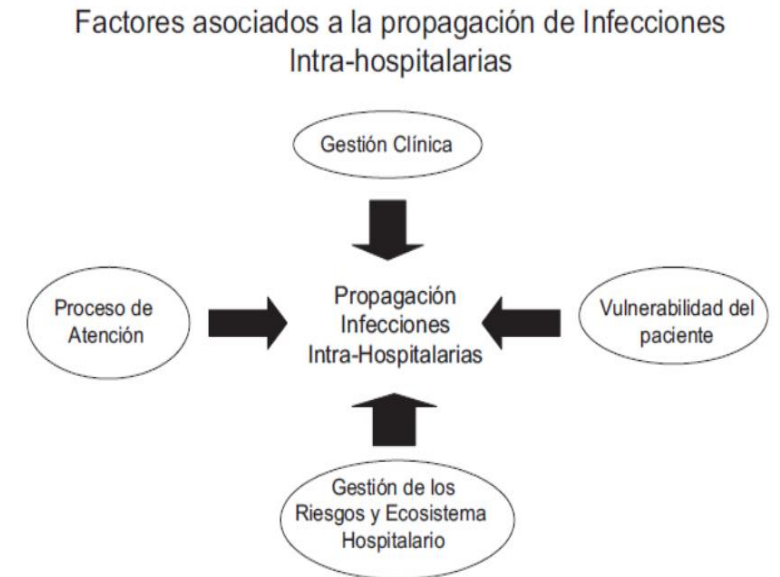 Factores asociados a la propagación de Infecciones
Intra-hospitalarias
Gestión Clínica
Proceso de
Atención
Propagación
Infecciones
Intra-Hospitalarias
Vulnerabilidad del
paciente
Gestión de los
Riesgos y Ecosistema
Hospitalario